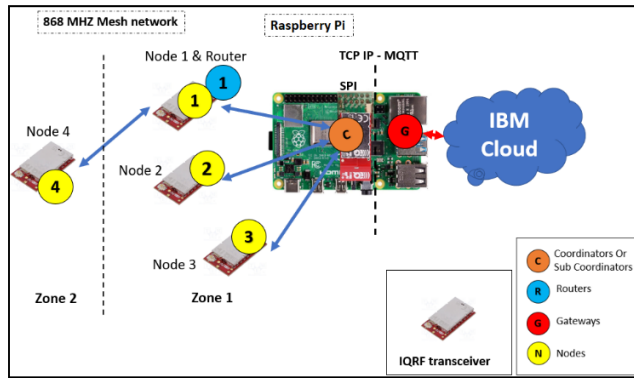 868 MHZ Mesh network
Raspberry Pi
Node 1 & Router
TCP IP - MQTT
SPI
1
1
Node 4
Node 2
2
C
G
IBM
Cloud
4
3
Node 3
Zone 2
Zone 1
IQRF transceiver
C
Coordinators Or
Sub Coordinators
R
Routers
G
Gateways
N
Nodes